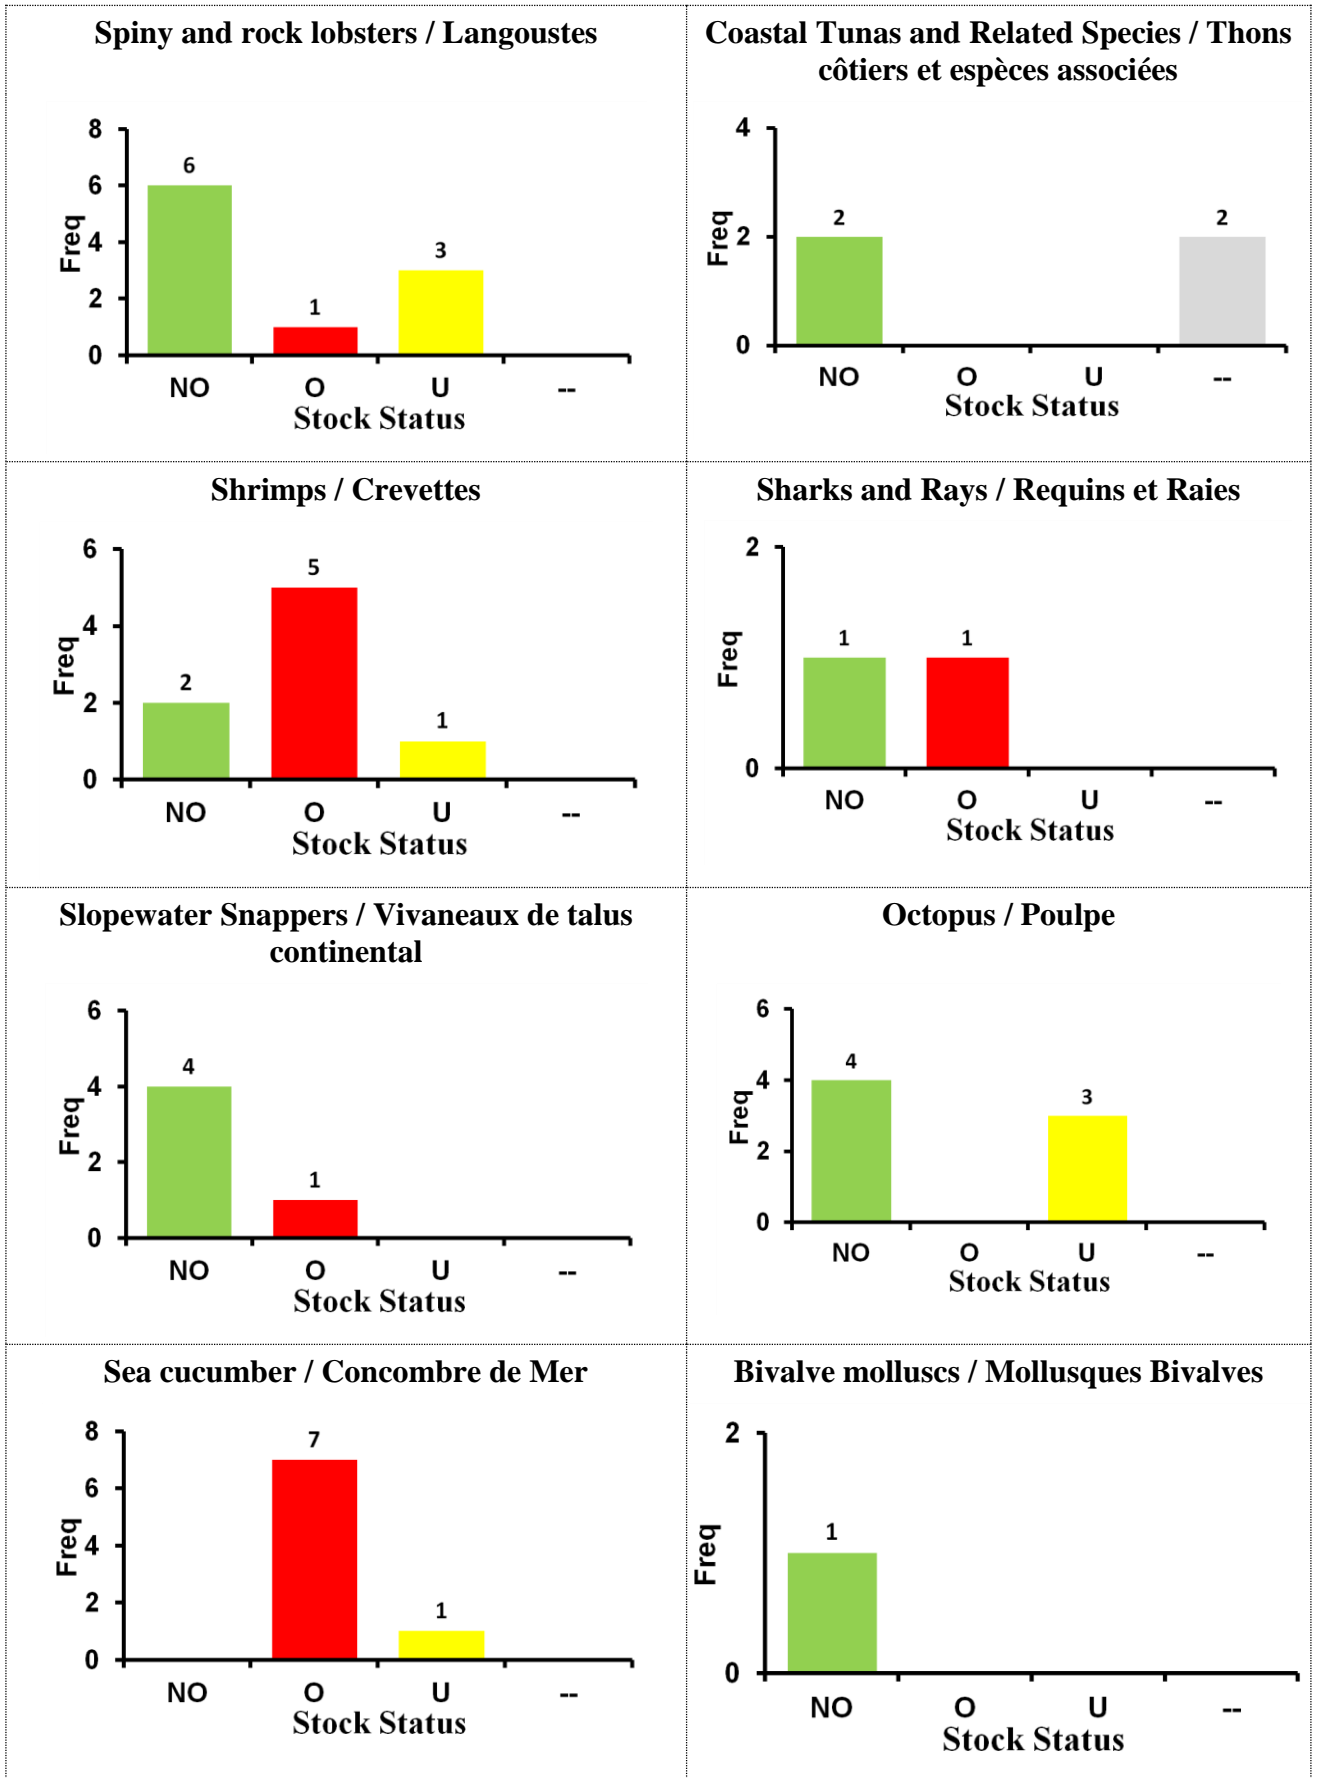 Spiny and rock lobsters / Langoustes
8
6
4
2
0
Freq
6
1
3
NO O U --
Stock Status
Coastal Tunas and Related Species / Thons
côtiers et espèces associées
4
2
0
Freq
2
2
NO O U --
Stock Status
Shrimps / Crevettes
6
4
2
0
Freq
2
5
1
NO O U --
Stock Status
Sharks and Rays / Requins et Raies
2
0
Freq
1
1
NO O U --
Stock Status
Slopewater Snappers / Vivaneaux de talus
continental
6
4
2
0
Freq
4
1
NO O U --
Stock Status
Octopus / Poulpe
6
4
2
0
Freq
4
3
NO O U --
Stock Status
Sea cucumber / Concombre de Mer
8
6
4
2
0
Freq
7
1
NO O U --
Stock Status
Bivalve molluscs / Mollusques Bivalves
2
0
Freq
1
NO O U --
Stock Status